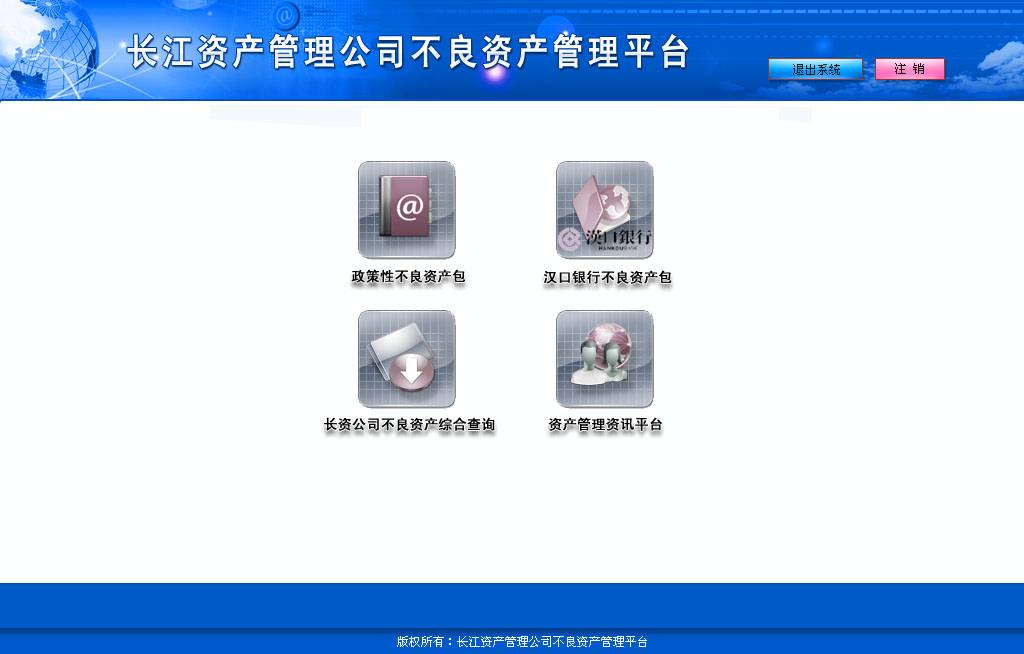 长江资产管理公司不良资产管理平台
退出系统
注 销
@
漢口銀行
HANKOU BANK
政策性不良资产包
汉口银行不良资产包
长资公司不良资产综合查询
资产管理资讯平台
版权所有：长江资产管理公司不良资产管理平台